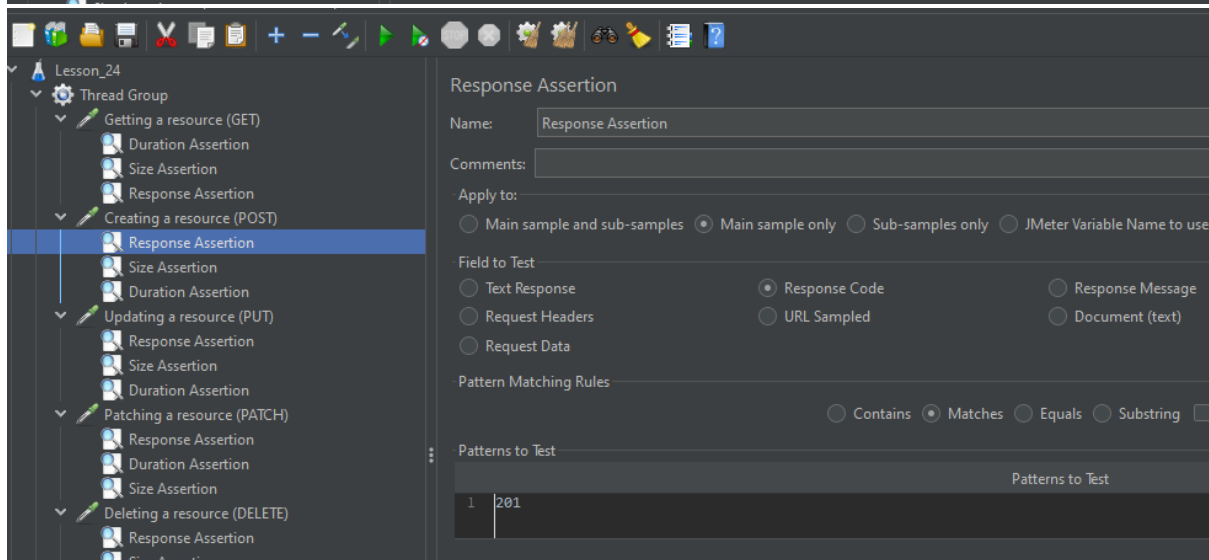 STOP
Lesson_24
Thread Group
Getting a resource (GET)
Duration Assertion
Size Assertion
Response Assertion
Creating a resource (POST)
Response Assertion
Size Assertion
Duration Assertion
Updating a resource (PUT)
Response Assertion
Size Assertion
Duration Assertion
Patching a resource (PATCH)
Response Assertion
Duration Assertion
Size Assertion
Deleting a resource (DELETE)
Response Assertion
Response Assertion
Name: Response Assertion
Comments:
Apply to:
Main sample and sub-samples Main sample only Sub-samples only JMeter Variable Name to use
Field to Test
Text Response Response Code Response Message
Request Headers URL Sampled Document (text)
Request Data
Pattern Matching Rules
Contains Matches Equals Substring
Patterns to Test
Patterns to Test
1 201